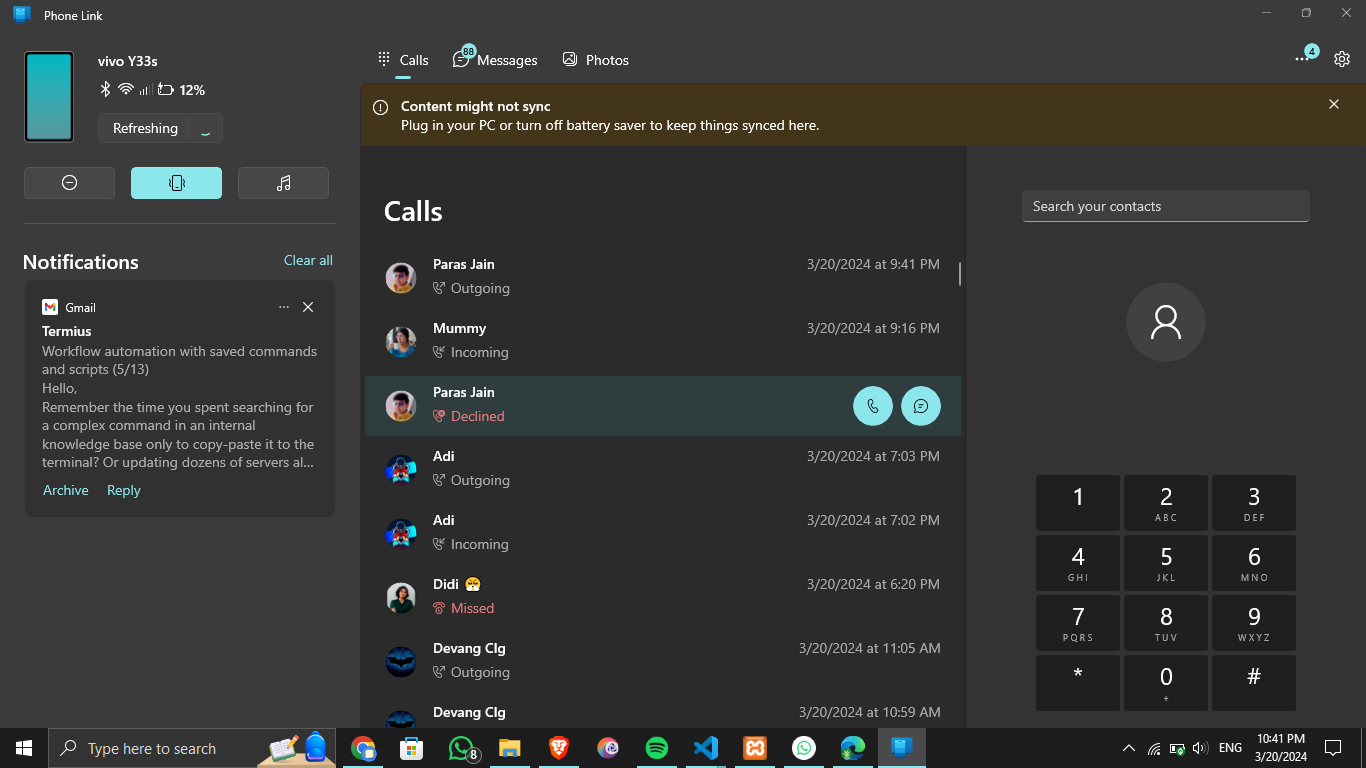 Phone Link
vivo Y33s
12%
Refreshing
Notifications
Clear all
Gmail
Termius
Workflow automation with saved commands
and scripts (5/13)
Hello,
Remember the time you spent searching for
a complex command in an internal
knowledge base only to copy-paste it to the
terminal? Or updating dozens of servers al...
Archive Reply
Calls 88 Messages Photos
4
Content might not sync
Plug in your PC or turn off battery saver to keep things synced here.
Calls
Paras Jain 3/20/2024 at 9:41 PM
Outgoing
Mummy 3/20/2024 at 9:16 PM
Incoming
Paras Jain
Declined
Adi 3/20/2024 at 7:03 PM
Outgoing
Adi 3/20/2024 at 7:02 PM
Incoming
Didi 😤 3/20/2024 at 6:20 PM
Missed
Devang Clg 3/20/2024 at 11:05 AM
Outgoing
Devang Clg 3/20/2024 at 10:59 AM
Search your contacts
1 2 3
ABC DEF
4 5 6
GHI JKL MNO
7 8 9
PQRS TUV WXYZ
* 0 #
+
Type here to search
8
ENG
10:41 PM
3/20/2024